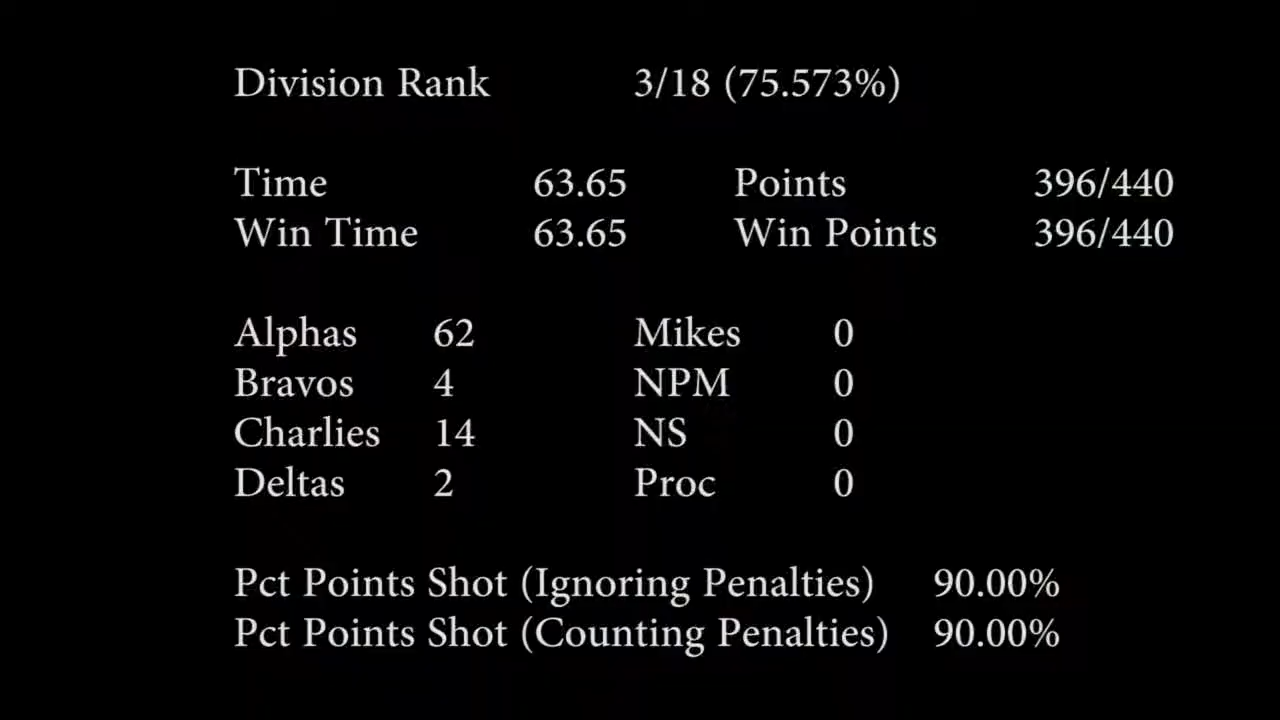 Division Rank 3/18 (75.573%)
Time 63.65 Points 396/440
Win Time 63.65 Win Points 396/440
Alphas 62 Mikes 0
Bravos 4 NPM 0
Charlies 14 NS 0
Deltas 2 Proc 0
Pct Points Shot (Ignoring Penalties) 90.00%
Pct Points Shot (Counting Penalties) 90.00%